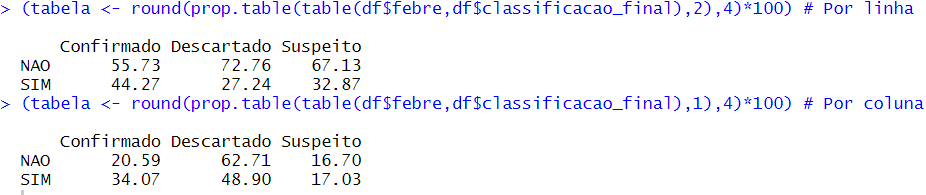 > (tabela <- round(prop.table(table(df$febre,df$classificacao_final),2),4)*100) # Por linha
Confirmado Descartado Suspeito
NAO 55.73 72.76 67.13
SIM 44.27 27.24 32.87
> (tabela <- round(prop.table(table(df$febre,df$classificacao_final),1),4)*100) # Por coluna
Confirmado Descartado Suspeito
NAO 20.59 62.71 16.70
SIM 34.07 48.90 17.03